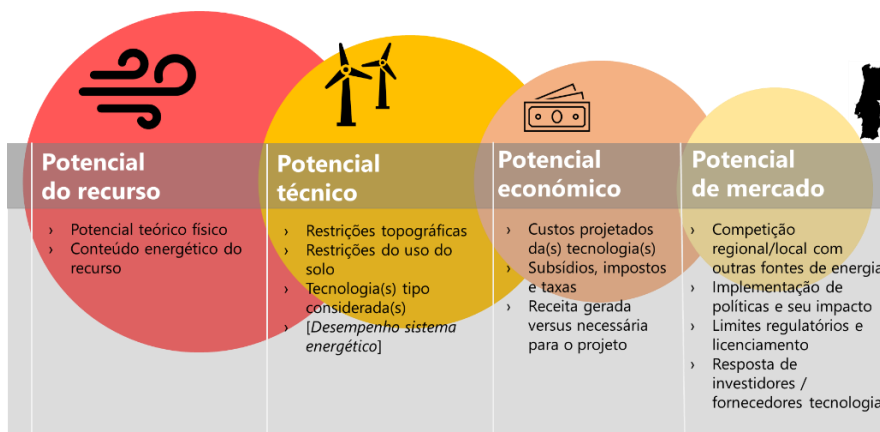 Potencial
do recurso
› Potencial teórico físico
› Conteúdo energético do
recurso
Potencial
técnico
› Restrições topográficas
› Restrições do uso do
solo
› Tecnologia(s) tipo
considerada(s)
› [Desempenho sistema
energético]
Potencial
económico
› Custos projetados
da(s) tecnologia(s)
› Subsídios, impostos
e taxas
› Receita gerada
versus necessária
para o projeto
Potencial
de mercado
› Competição
regional/local com
outras fontes de energia
› Implementação de
políticas e seu impacto
› Limites regulatórios e
licenciamento
› Resposta de
investidores /
fornecedores tecnologia